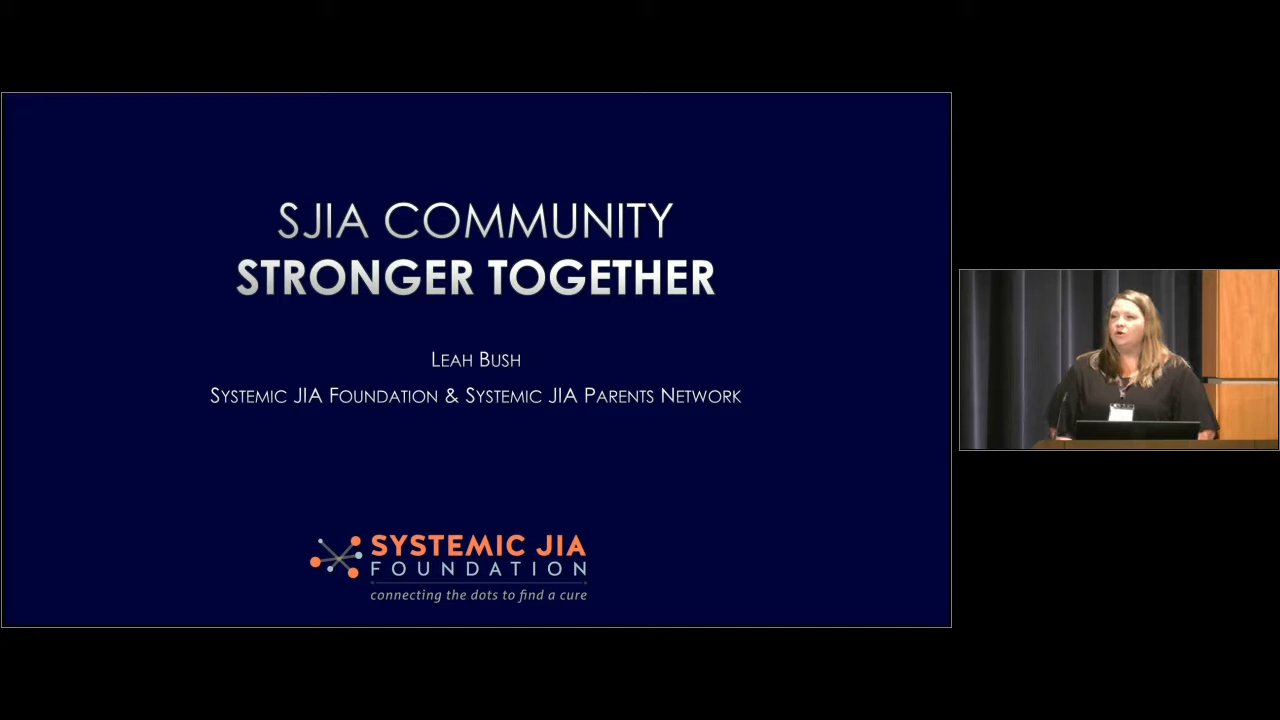 SJIA COMMUNITY
STRONGER TOGETHER
LEAH BUSH
SYSTEMIC JIA FOUNDATION & SYSTEMIC JIA PARENTS NETWORK
SYSTEMIC JIA
FOUNDATION
connecting the dots to find a cure